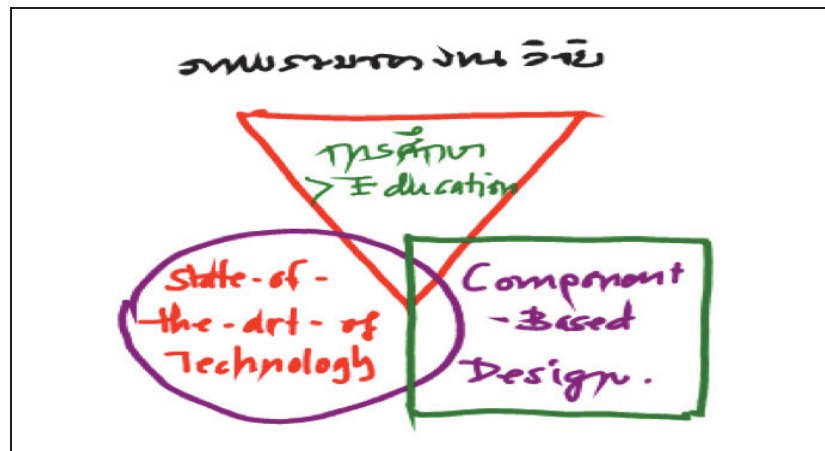 ภาพรวมของงานวิจัย
การศึกษา
> Education
State-of-
the-art-of
Technology
Component
-Based
Design.